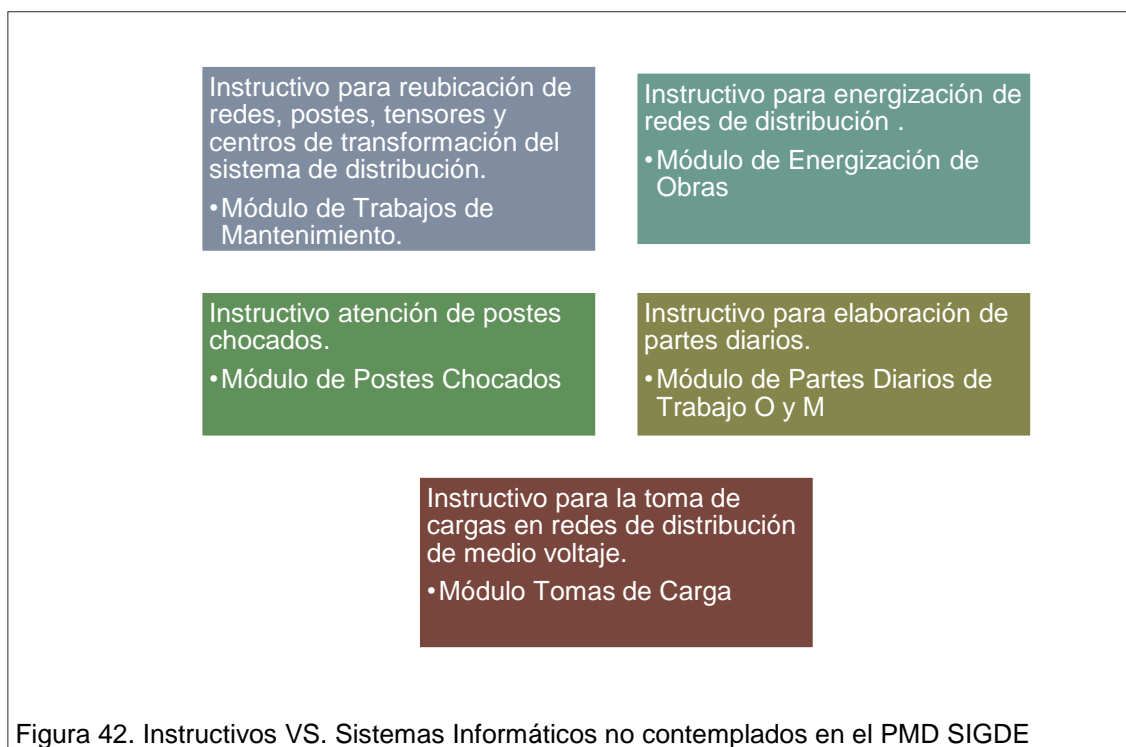 Instructivo para reubicación de
redes, postes, tensores y
centros de transformación del
sistema de distribución.
•Módulo de Trabajos de
Mantenimiento.
Instructivo para energización de
redes de distribución .
•Módulo de Energización de
Obras
Instructivo atención de postes
chocados.
•Módulo de Postes Chocados
Instructivo para elaboración de
partes diarios.
•Módulo de Partes Diarios de
Trabajo O y M
Instructivo para la toma de
cargas en redes de distribución
de medio voltaje.
•Módulo Tomas de Carga
Figura 42. Instructivos VS. Sistemas Informáticos no contemplados en el PMD SIGDE